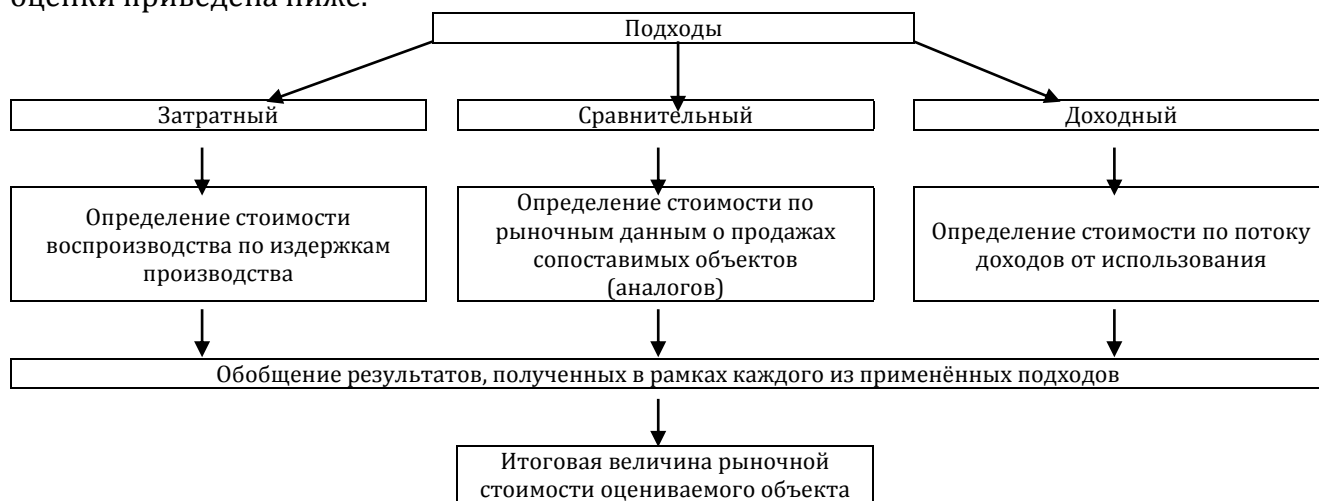 оценки приведена ниже.
Подходы
Затратный
Сравнительный
Доходный
Определение стоимости
воспроизводства по издержкам
производства
Определение стоимости по
рыночным данным о продажах
сопоставимых объектов
(аналогов)
Определение стоимости по потоку
доходов от использования
Обобщение результатов, полученных в рамках каждого из применённых подходов
Итоговая величина рыночной
стоимости оцениваемого объекта